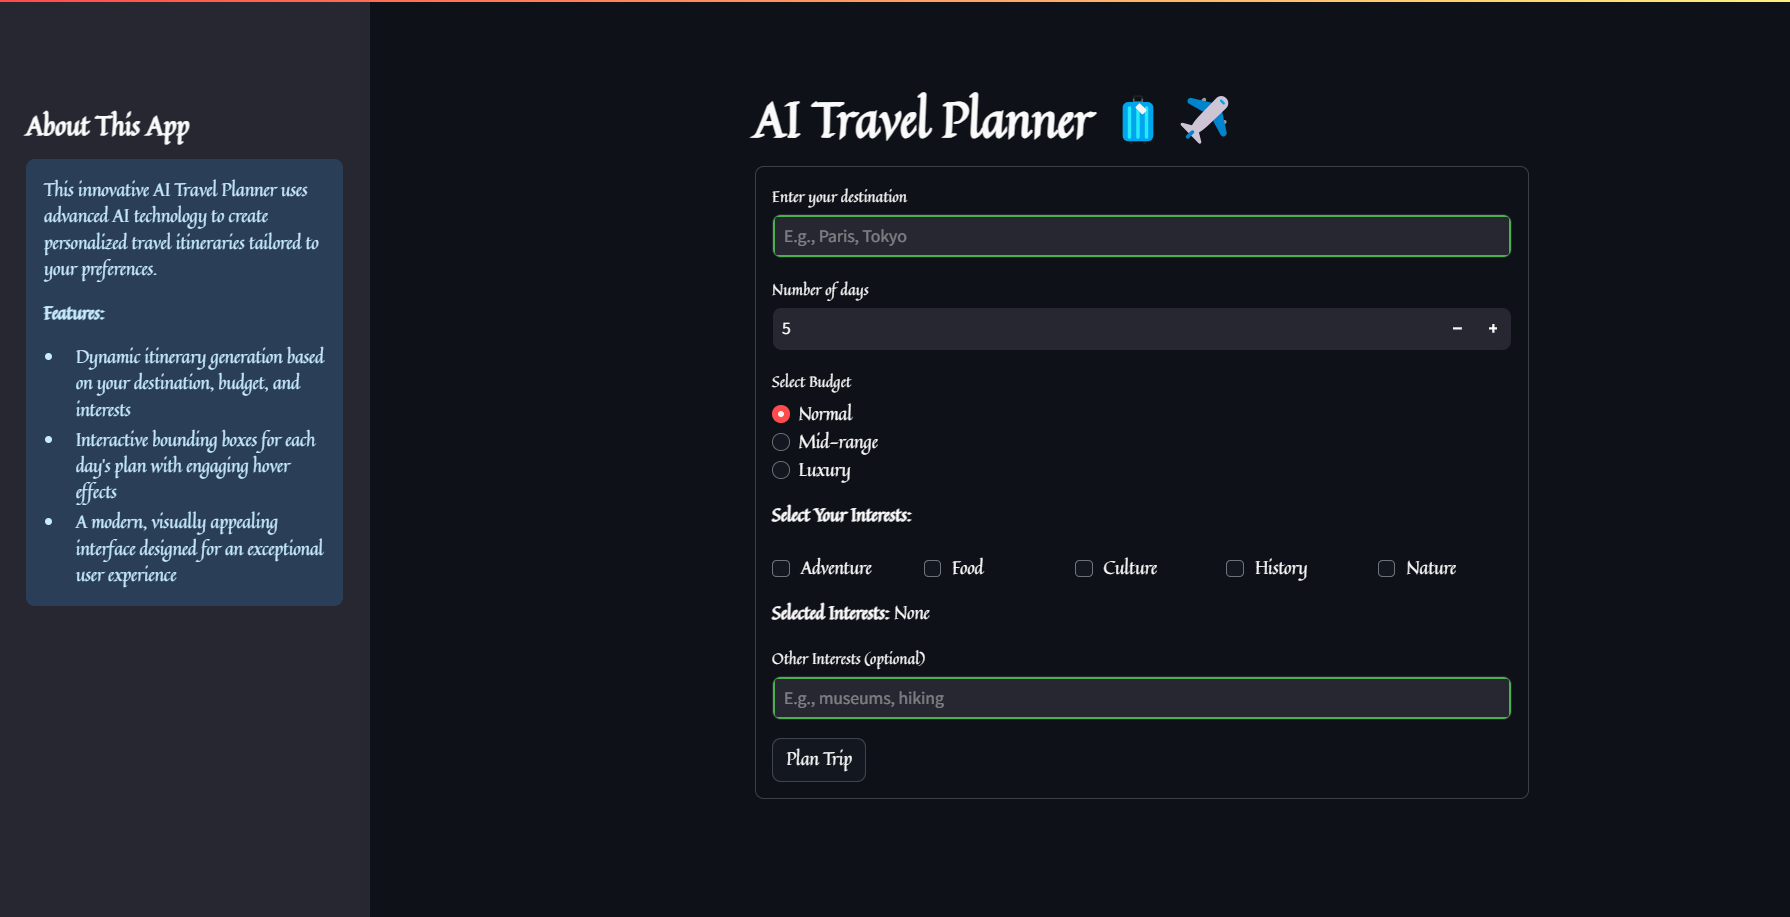 About This App
This innovative AI Travel Planner uses
advanced AI technology to create
personalized travel itineraries tailored to
your preferences.
Features:
Dynamic itinerary generation based
on your destination, budget, and
interests
Interactive bounding boxes for each
day's plan with engaging hover
effects
A modern, visually appealing
interface designed for an exceptional
user experience
AI Travel Planner
Enter your destination
E.g., Paris, Tokyo
Number of days
5 − +
Select Budget
Normal
Mid-range
Luxury
Select Your Interests:
Adventure Food Culture History Nature
Selected Interests: None
Other Interests (optional)
E.g., museums, hiking
Plan Trip